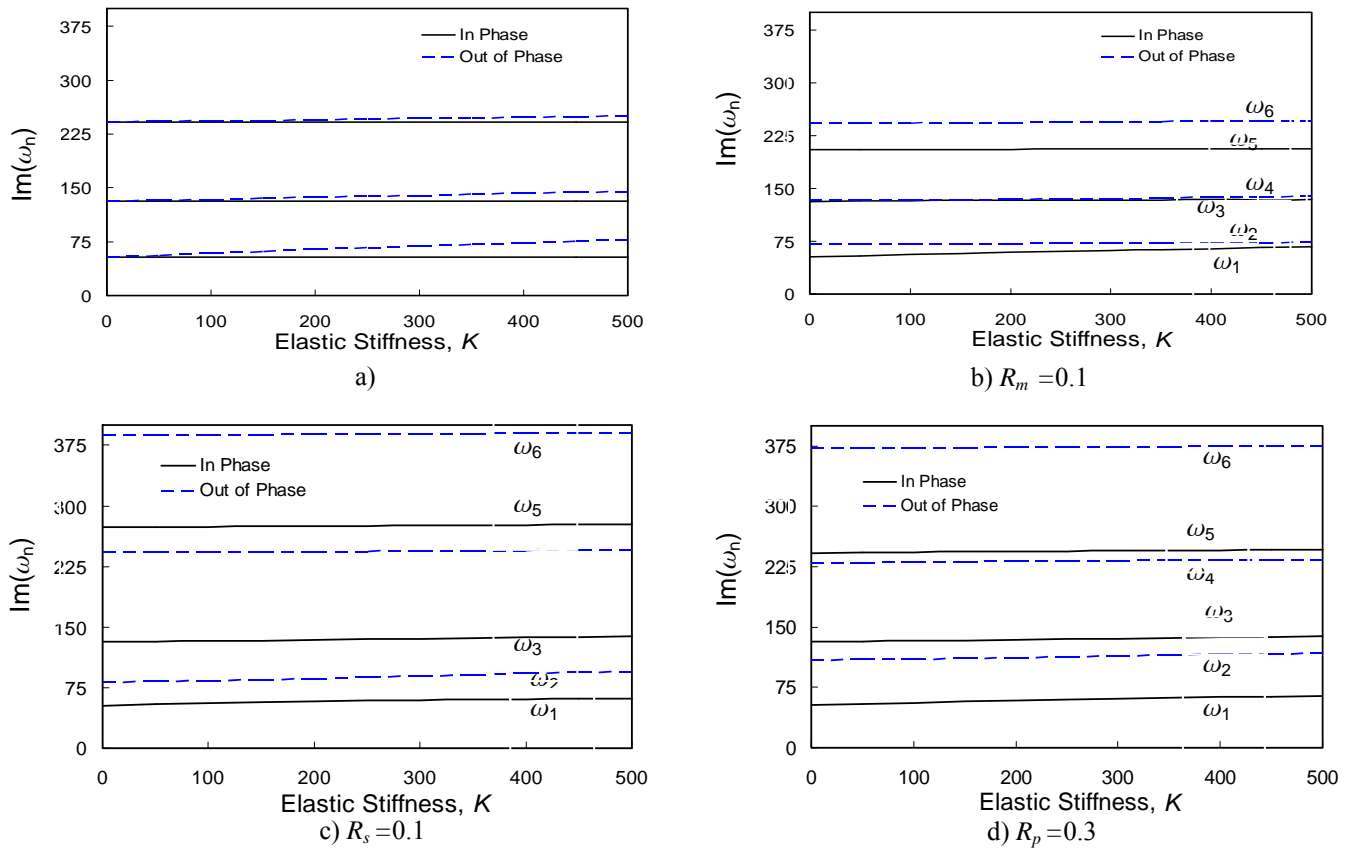 375
In Phase
Out of Phase
300
225
150
75
0
Im(ωn)
0 100 200 300 400 500
Elastic Stiffness, K
a)
375
In Phase
Out of Phase
300
225
150
75
0
Im(ωn)
ω6
ω5
ω4
ω3
ω2
ω1
0 100 200 300 400 500
Elastic Stiffness, K
b) Rm =0.1
375
In Phase
Out of Phase
300
225
150
75
0
Im(ωn)
ω6
ω5
ω3
ω2
ω1
0 100 200 300 400 500
Elastic Stiffness, K
c) Rs =0.1
375
In Phase
Out of Phase
300
225
150
75
0
Im(ωn)
ω6
ω5
ω4
ω3
ω2
ω1
0 100 200 300 400 500
Elastic Stiffness, K
d) Rp =0.3